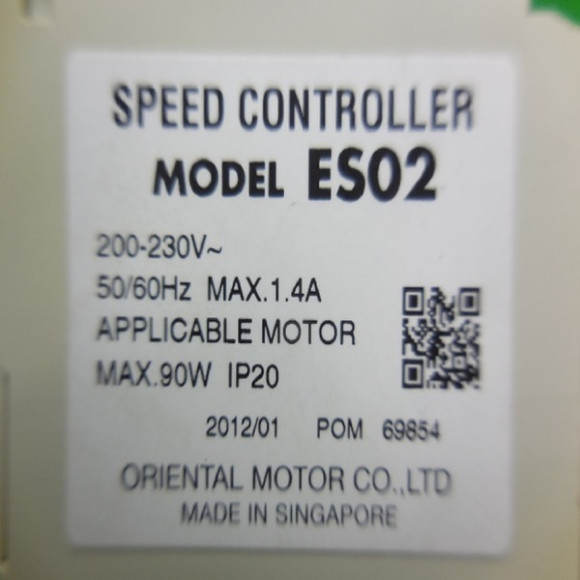 SPEED CONTROLLER
MODEL ES02
200-230V~
50/60Hz MAX.1.4A
APPLICABLE MOTOR
MAX.90W IP20
2012/01 POM 69854
ORIENTAL MOTOR CO.,LTD
MADE IN SINGAPORE